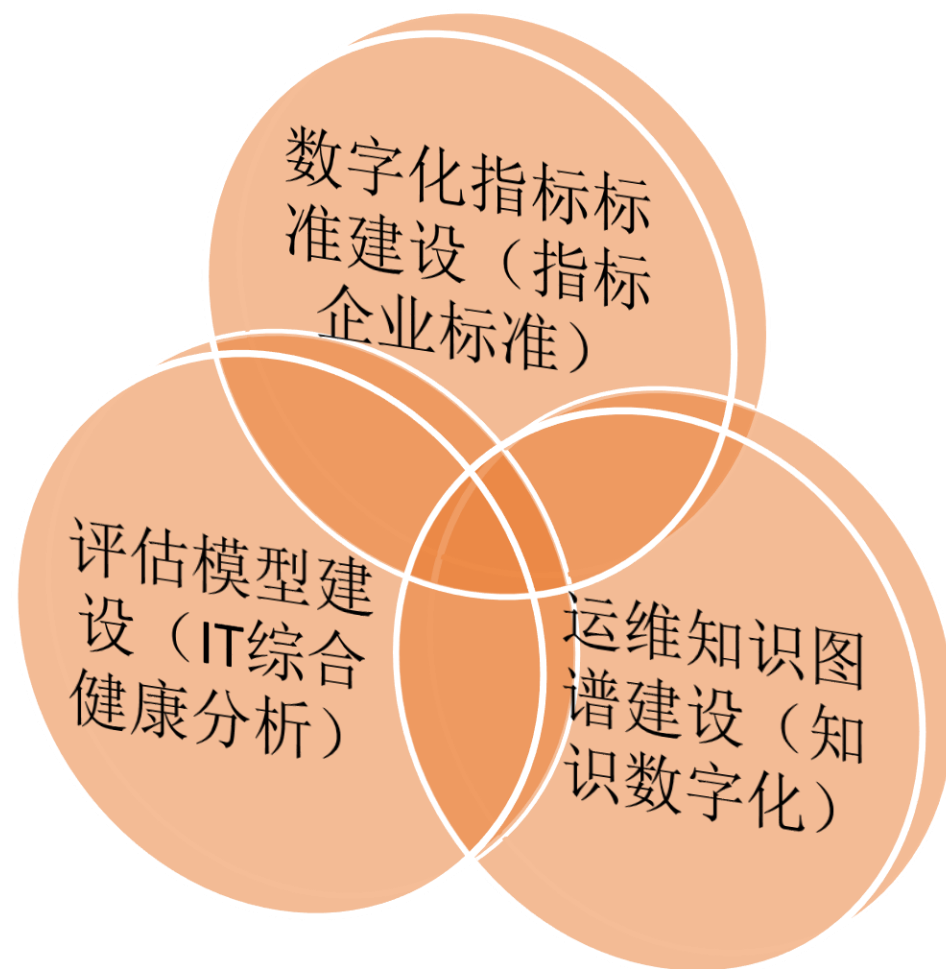 数字化指标标
准建设（指标
企业标准）
评估模型建
设（IT综合
健康分析）
运维知识图
谱建设（知
识数字化）